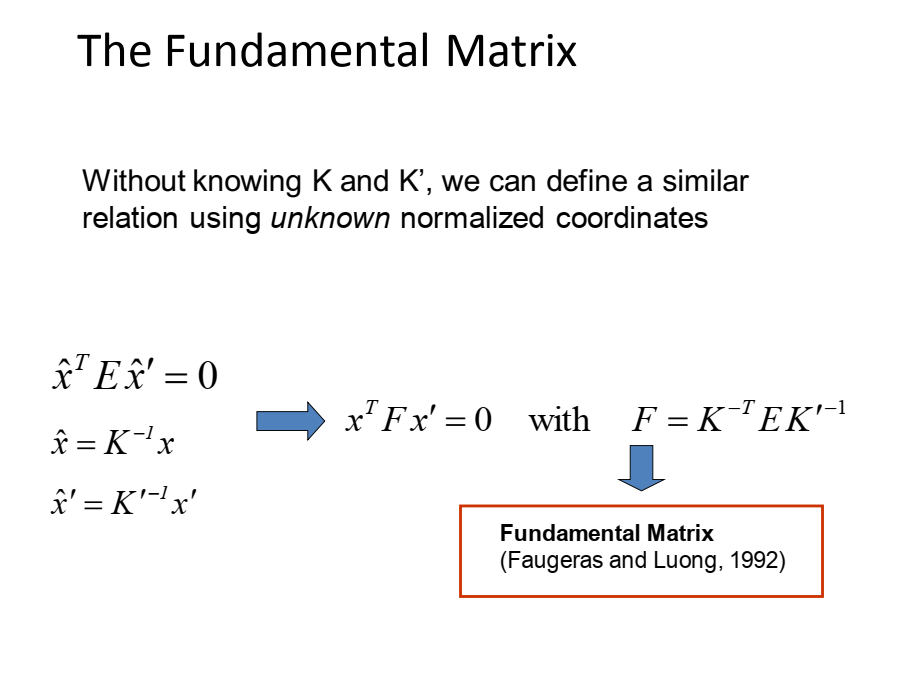 The Fundamental Matrix
Without knowing K and K’, we can define a similar
relation using unknown normalized coordinates
x̂ᵀ E x̂′ = 0
x̂ = K⁻¹ x
x̂′ = K′⁻¹ x′
xᵀ F x′ = 0 with F = K⁻ᵀ E K′⁻¹
Fundamental Matrix
(Faugeras and Luong, 1992)